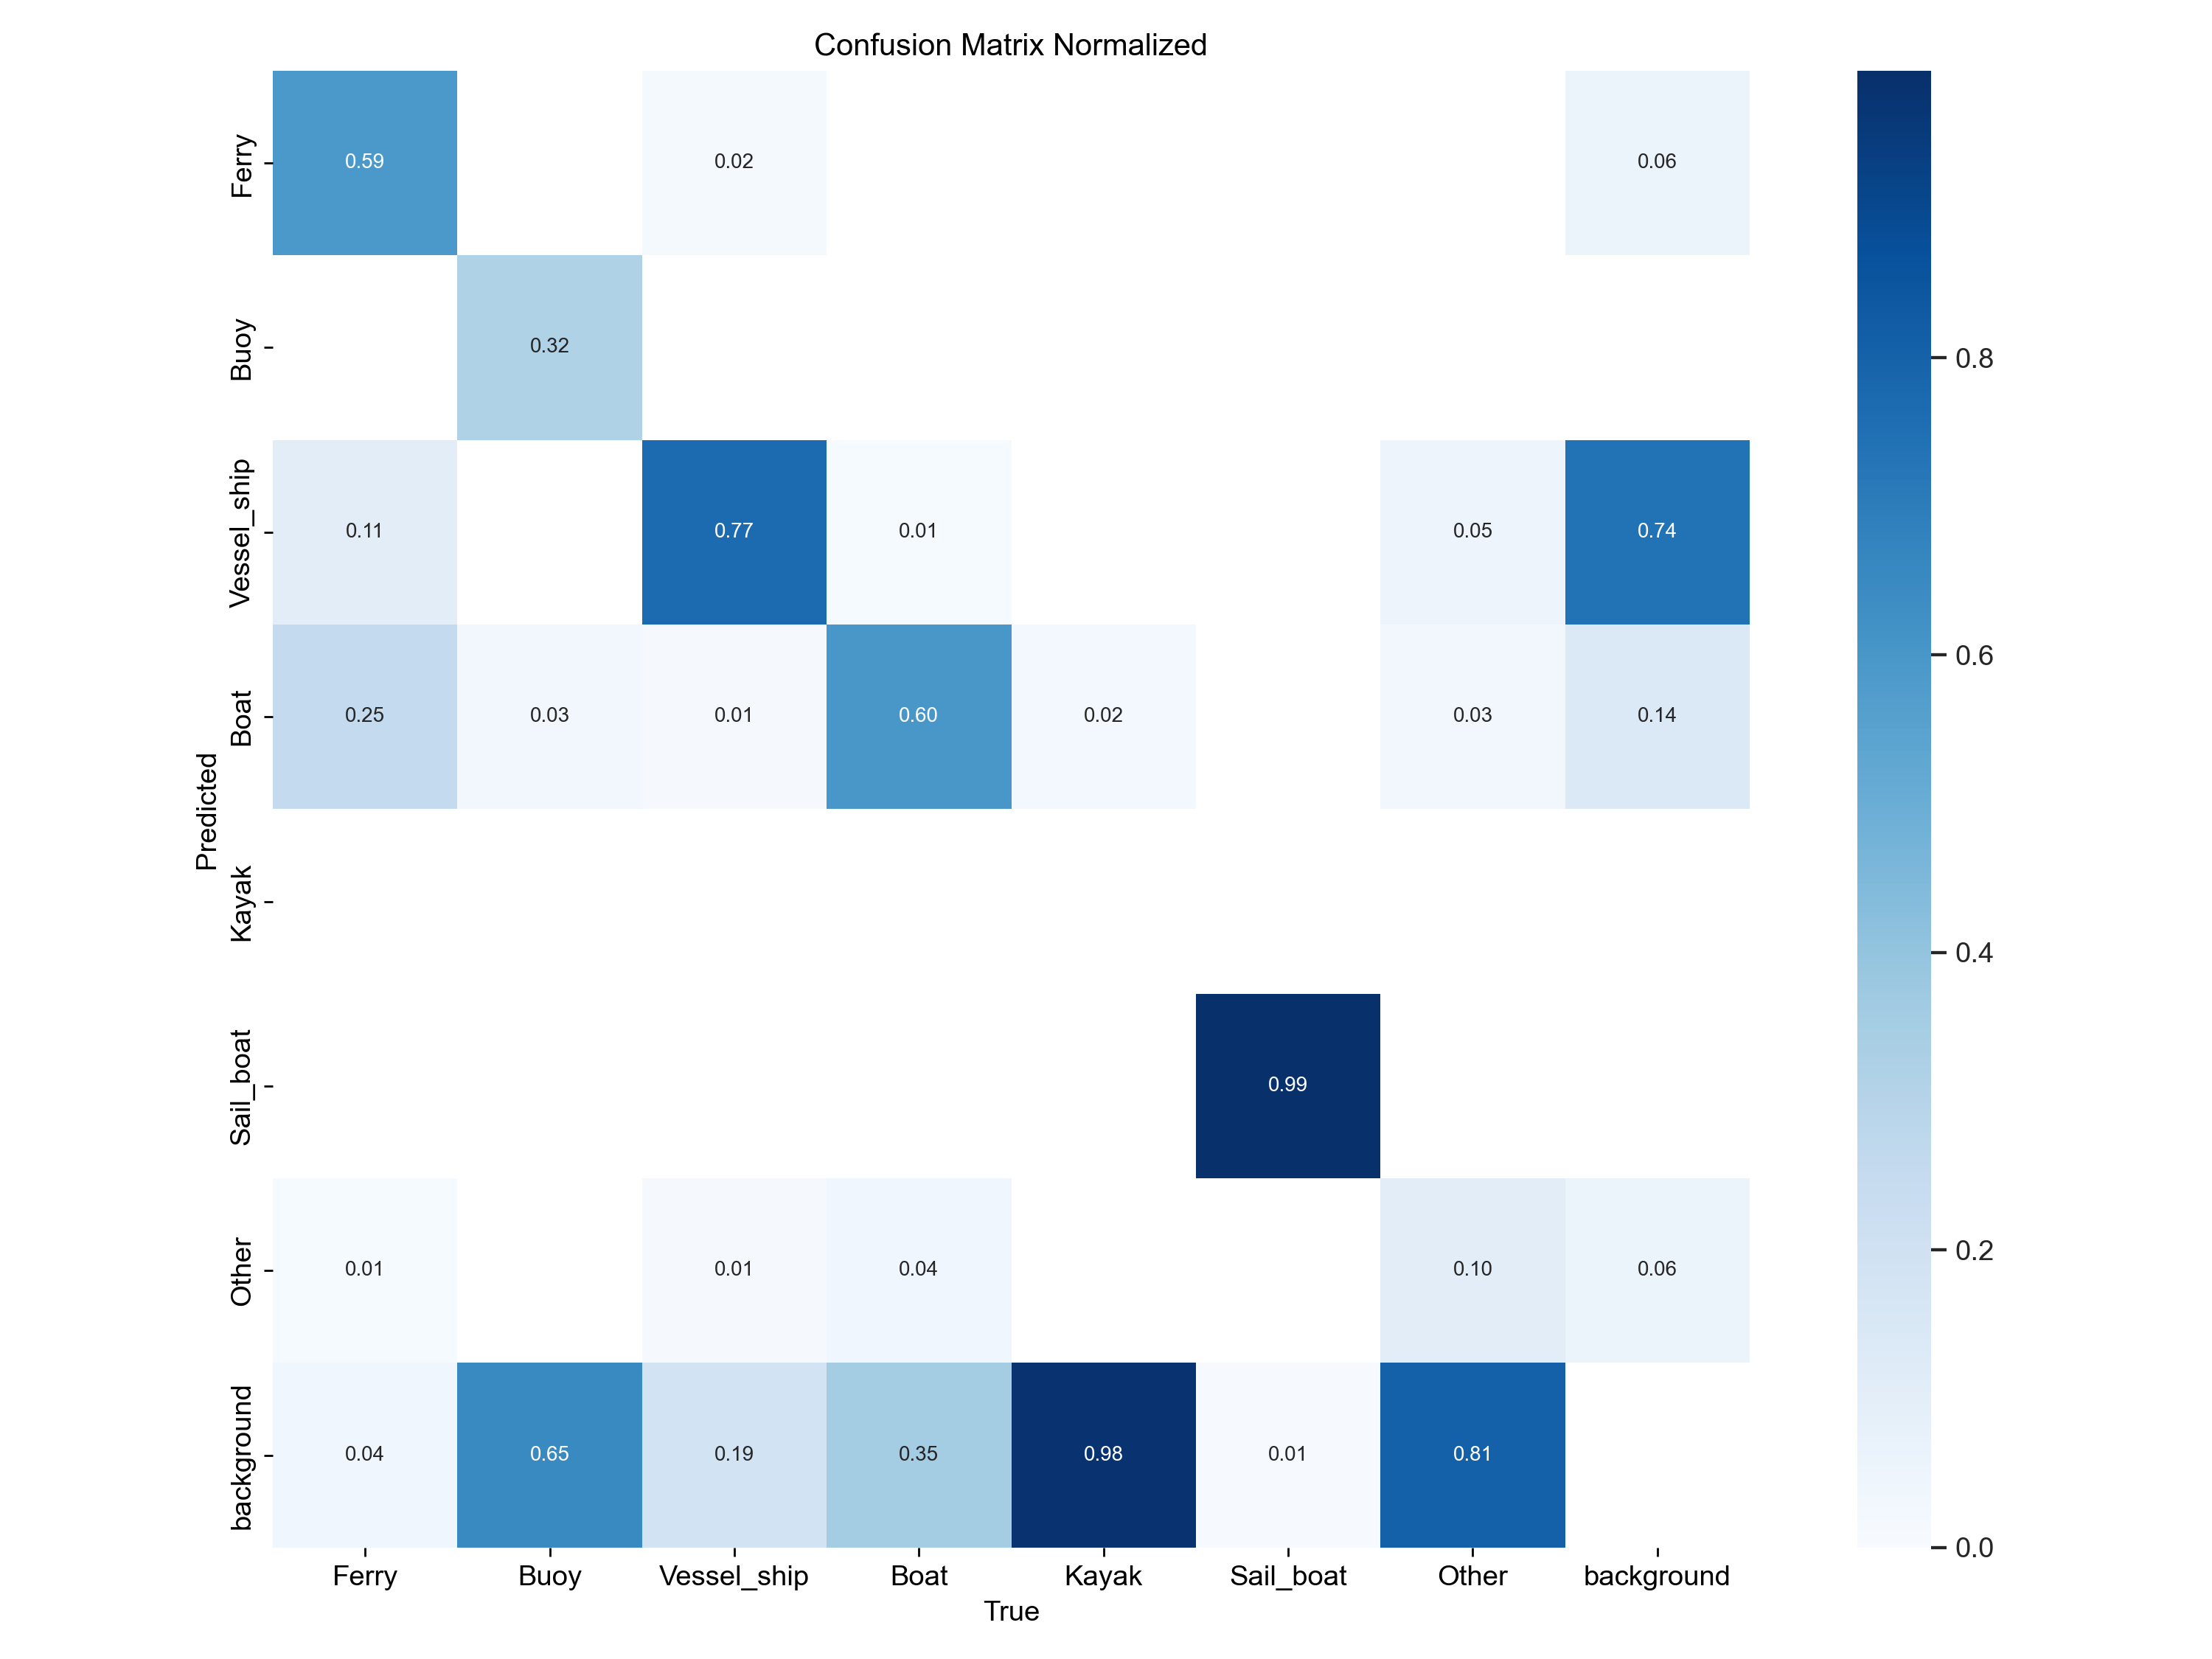 Confusion Matrix Normalized
Ferry
0.59
0.02
0.06
Buoy
0.32
Vessel_ship
0.11
0.77
0.01
0.05
0.74
Boat
0.25
0.03
0.01
0.60
0.02
0.03
0.14
Kayak
Sail_boat
0.99
Other
0.01
0.01
0.04
0.10
0.06
background
0.04
0.65
0.19
0.35
0.98
0.01
0.81
Predicted
Ferry
Buoy
Vessel_ship
Boat
Kayak
Sail_boat
Other
background
True
0.8
0.6
0.4
0.2
0.0